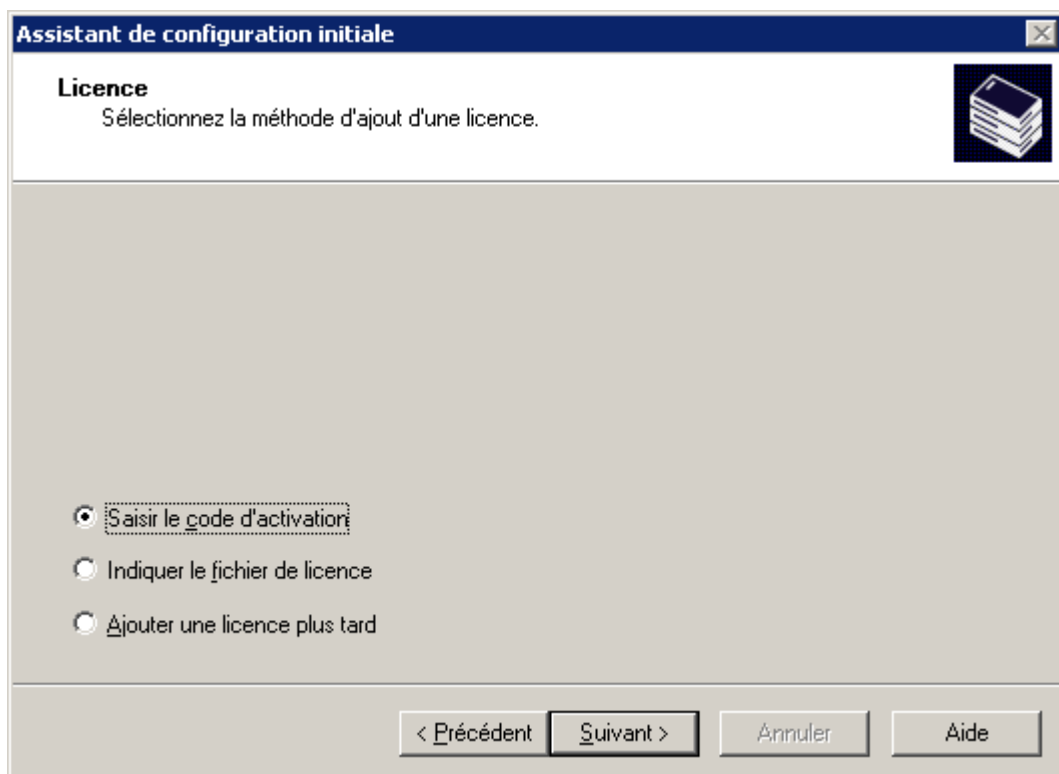 Assistant de configuration initiale
Licence
Sélectionnez la méthode d'ajout d'une licence.
Saisir le code d'activation
Indiquer le fichier de licence
Ajouter une licence plus tard
< Précédent Suivant > Annuler Aide